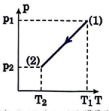 p₁ (1)
p₂ (2)
T₂ T₁ T